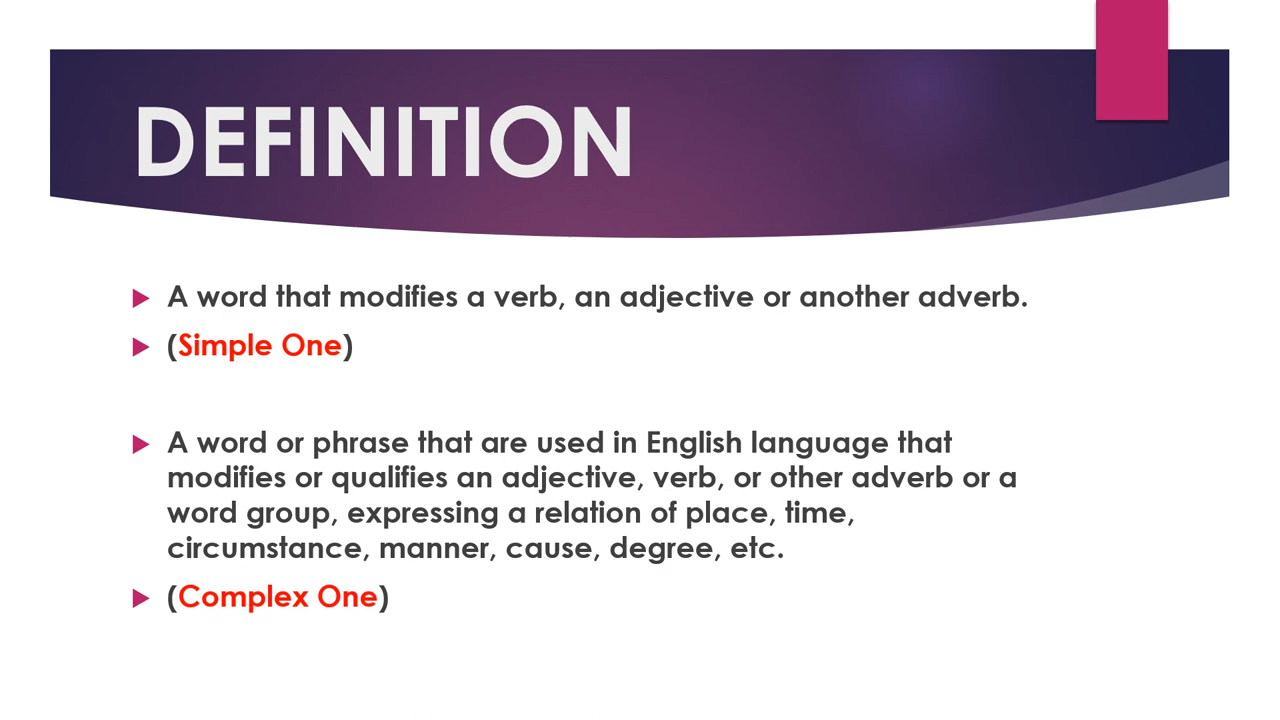 DEFINITION
A word that modifies a verb, an adjective or another adverb.
(Simple One)
A word or phrase that are used in English language that
modifies or qualifies an adjective, verb, or other adverb or a
word group, expressing a relation of place, time,
circumstance, manner, cause, degree, etc.
(Complex One)